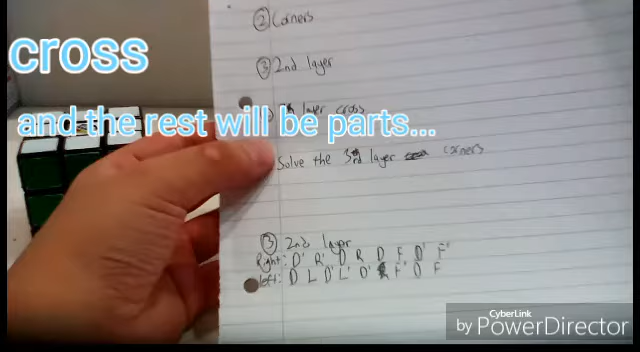 ② Corners
cross
③ 2nd layer
layer cross
and the rest will be parts...
Solve the 3rd layer corners
③ 2nd layer
Right: D' R' D R D F D' F'
left: D L D' L' D' F' D F
CyberLink
by PowerDirector